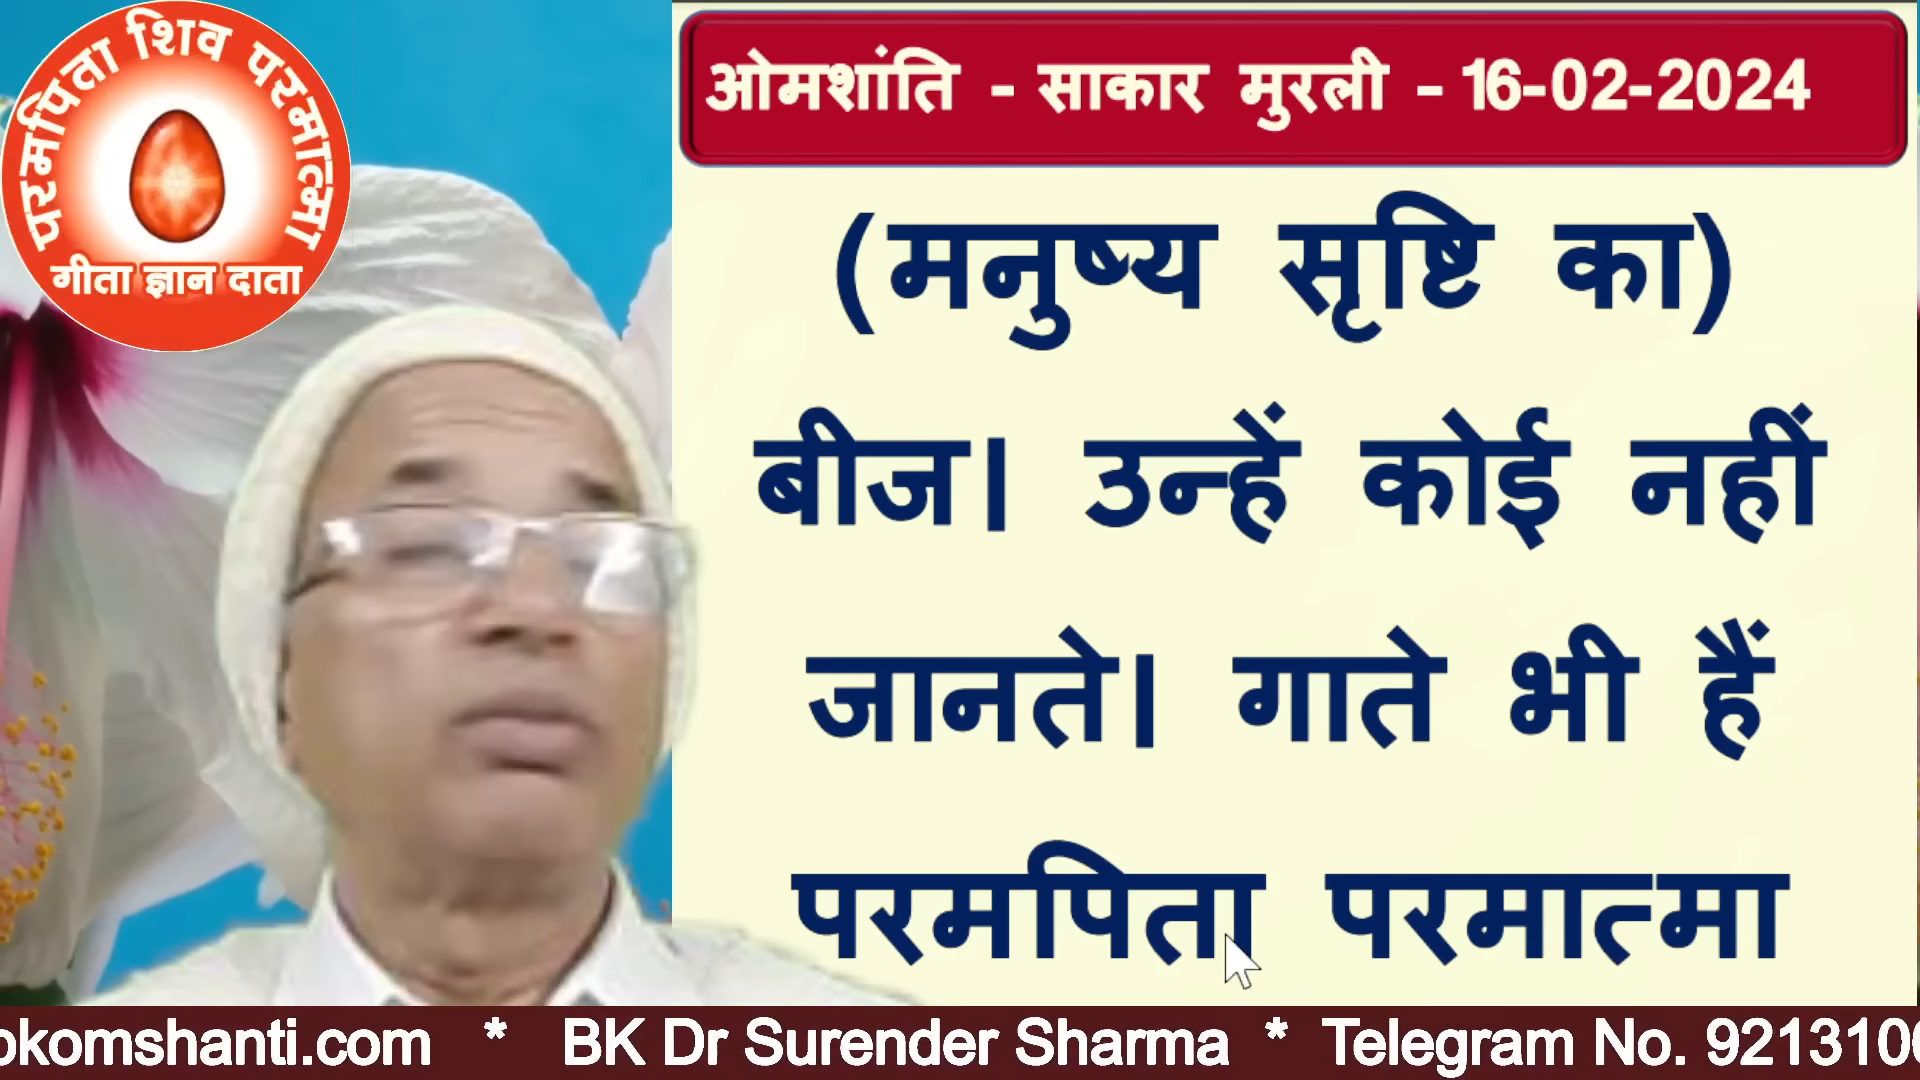 परमपिता शिव परमात्मा
गीता ज्ञान दाता
ओमशांति - साकार मुरली - 16-02-2024
(मनुष्य सृष्टि का)
बीज। उन्हें कोई नहीं
जानते। गाते भी हैं
परमपिता परमात्मा
okomshanti.com * BK Dr Surender Sharma * Telegram No. 921310